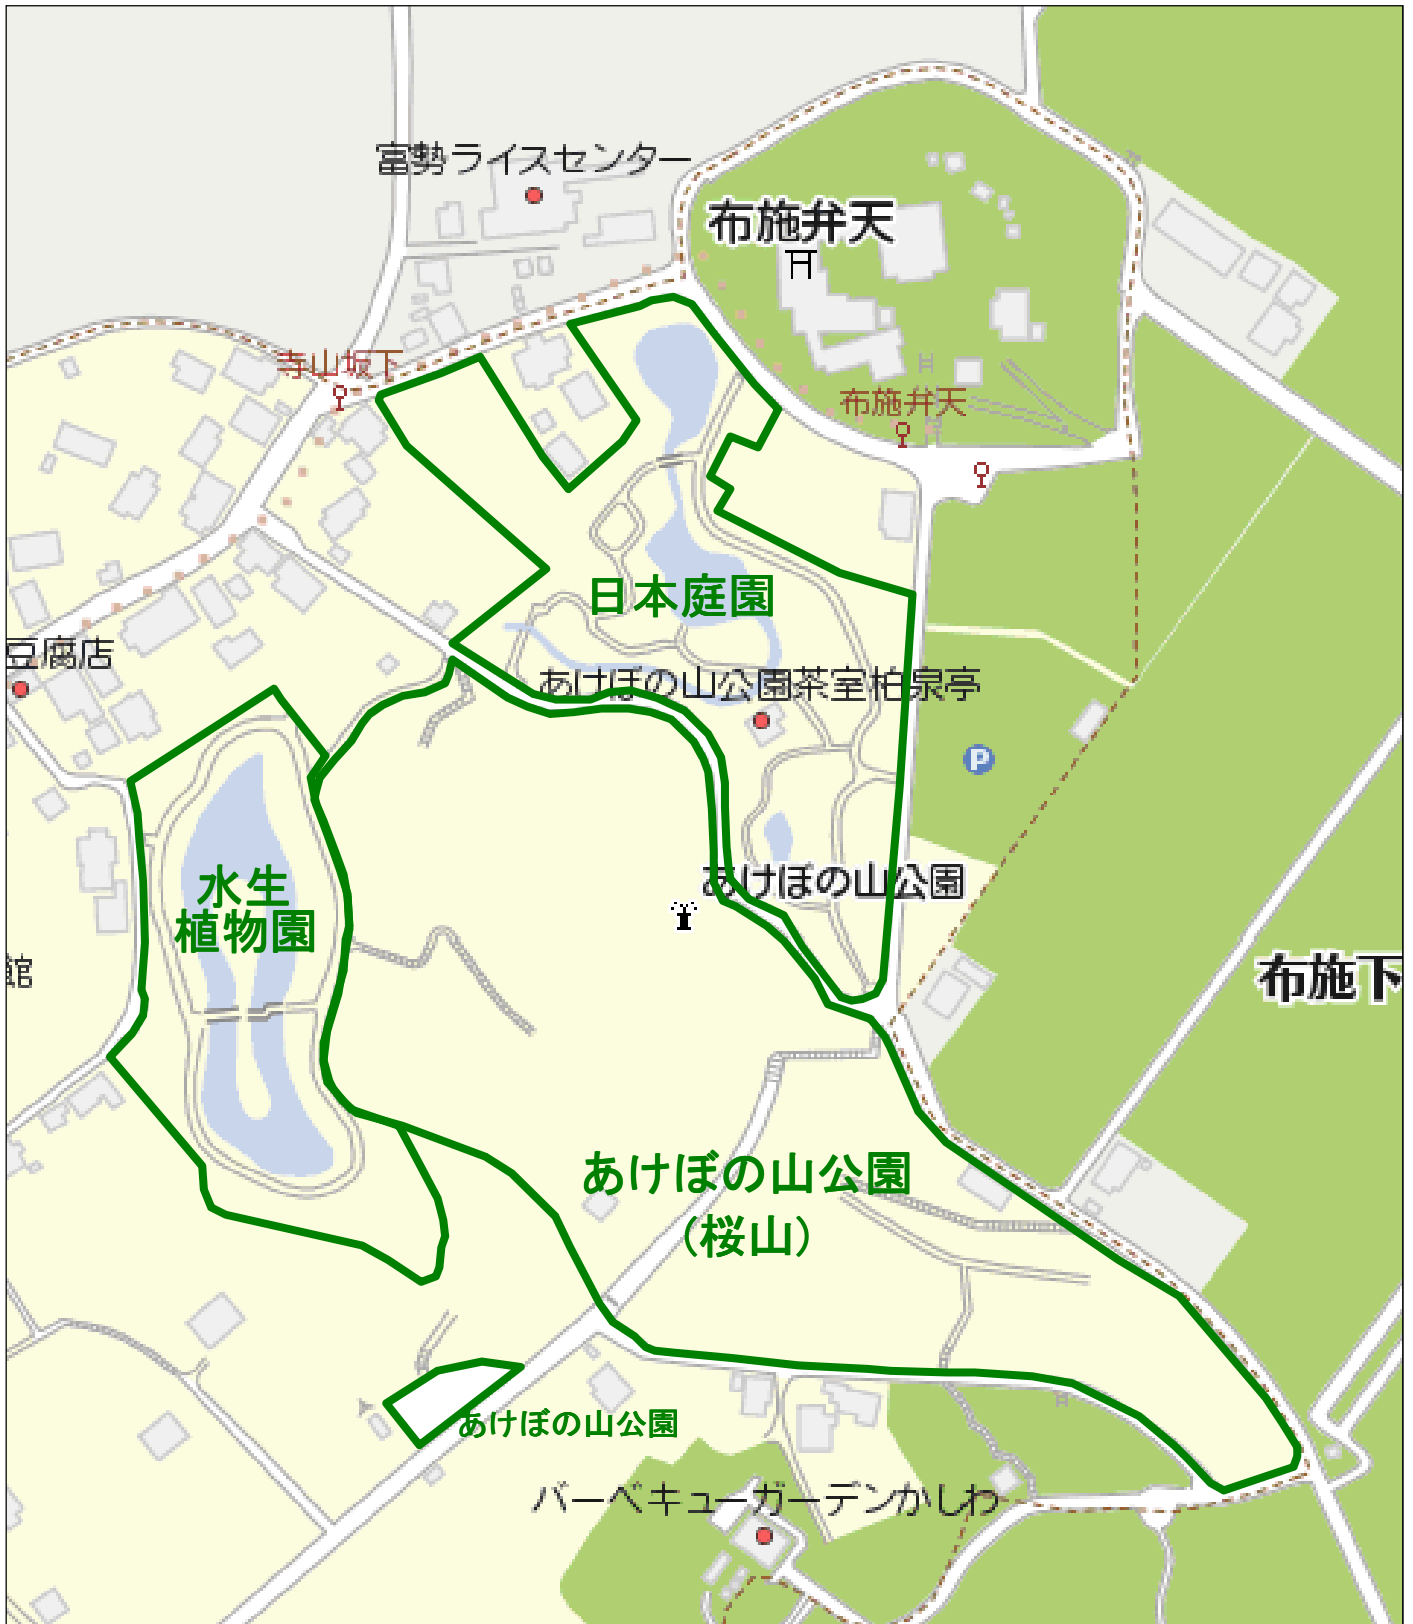 富勢ライスセンター
布施弁天
寺山坂下
布施弁天
日本庭園
豆腐店
あけぼの山公園茶室柏泉亭
P
水生
植物園
あけぼの山公園
館
布施下
あけぼの山公園
(桜山)
あけぼの山公園
バーベキューガーデンかしわ